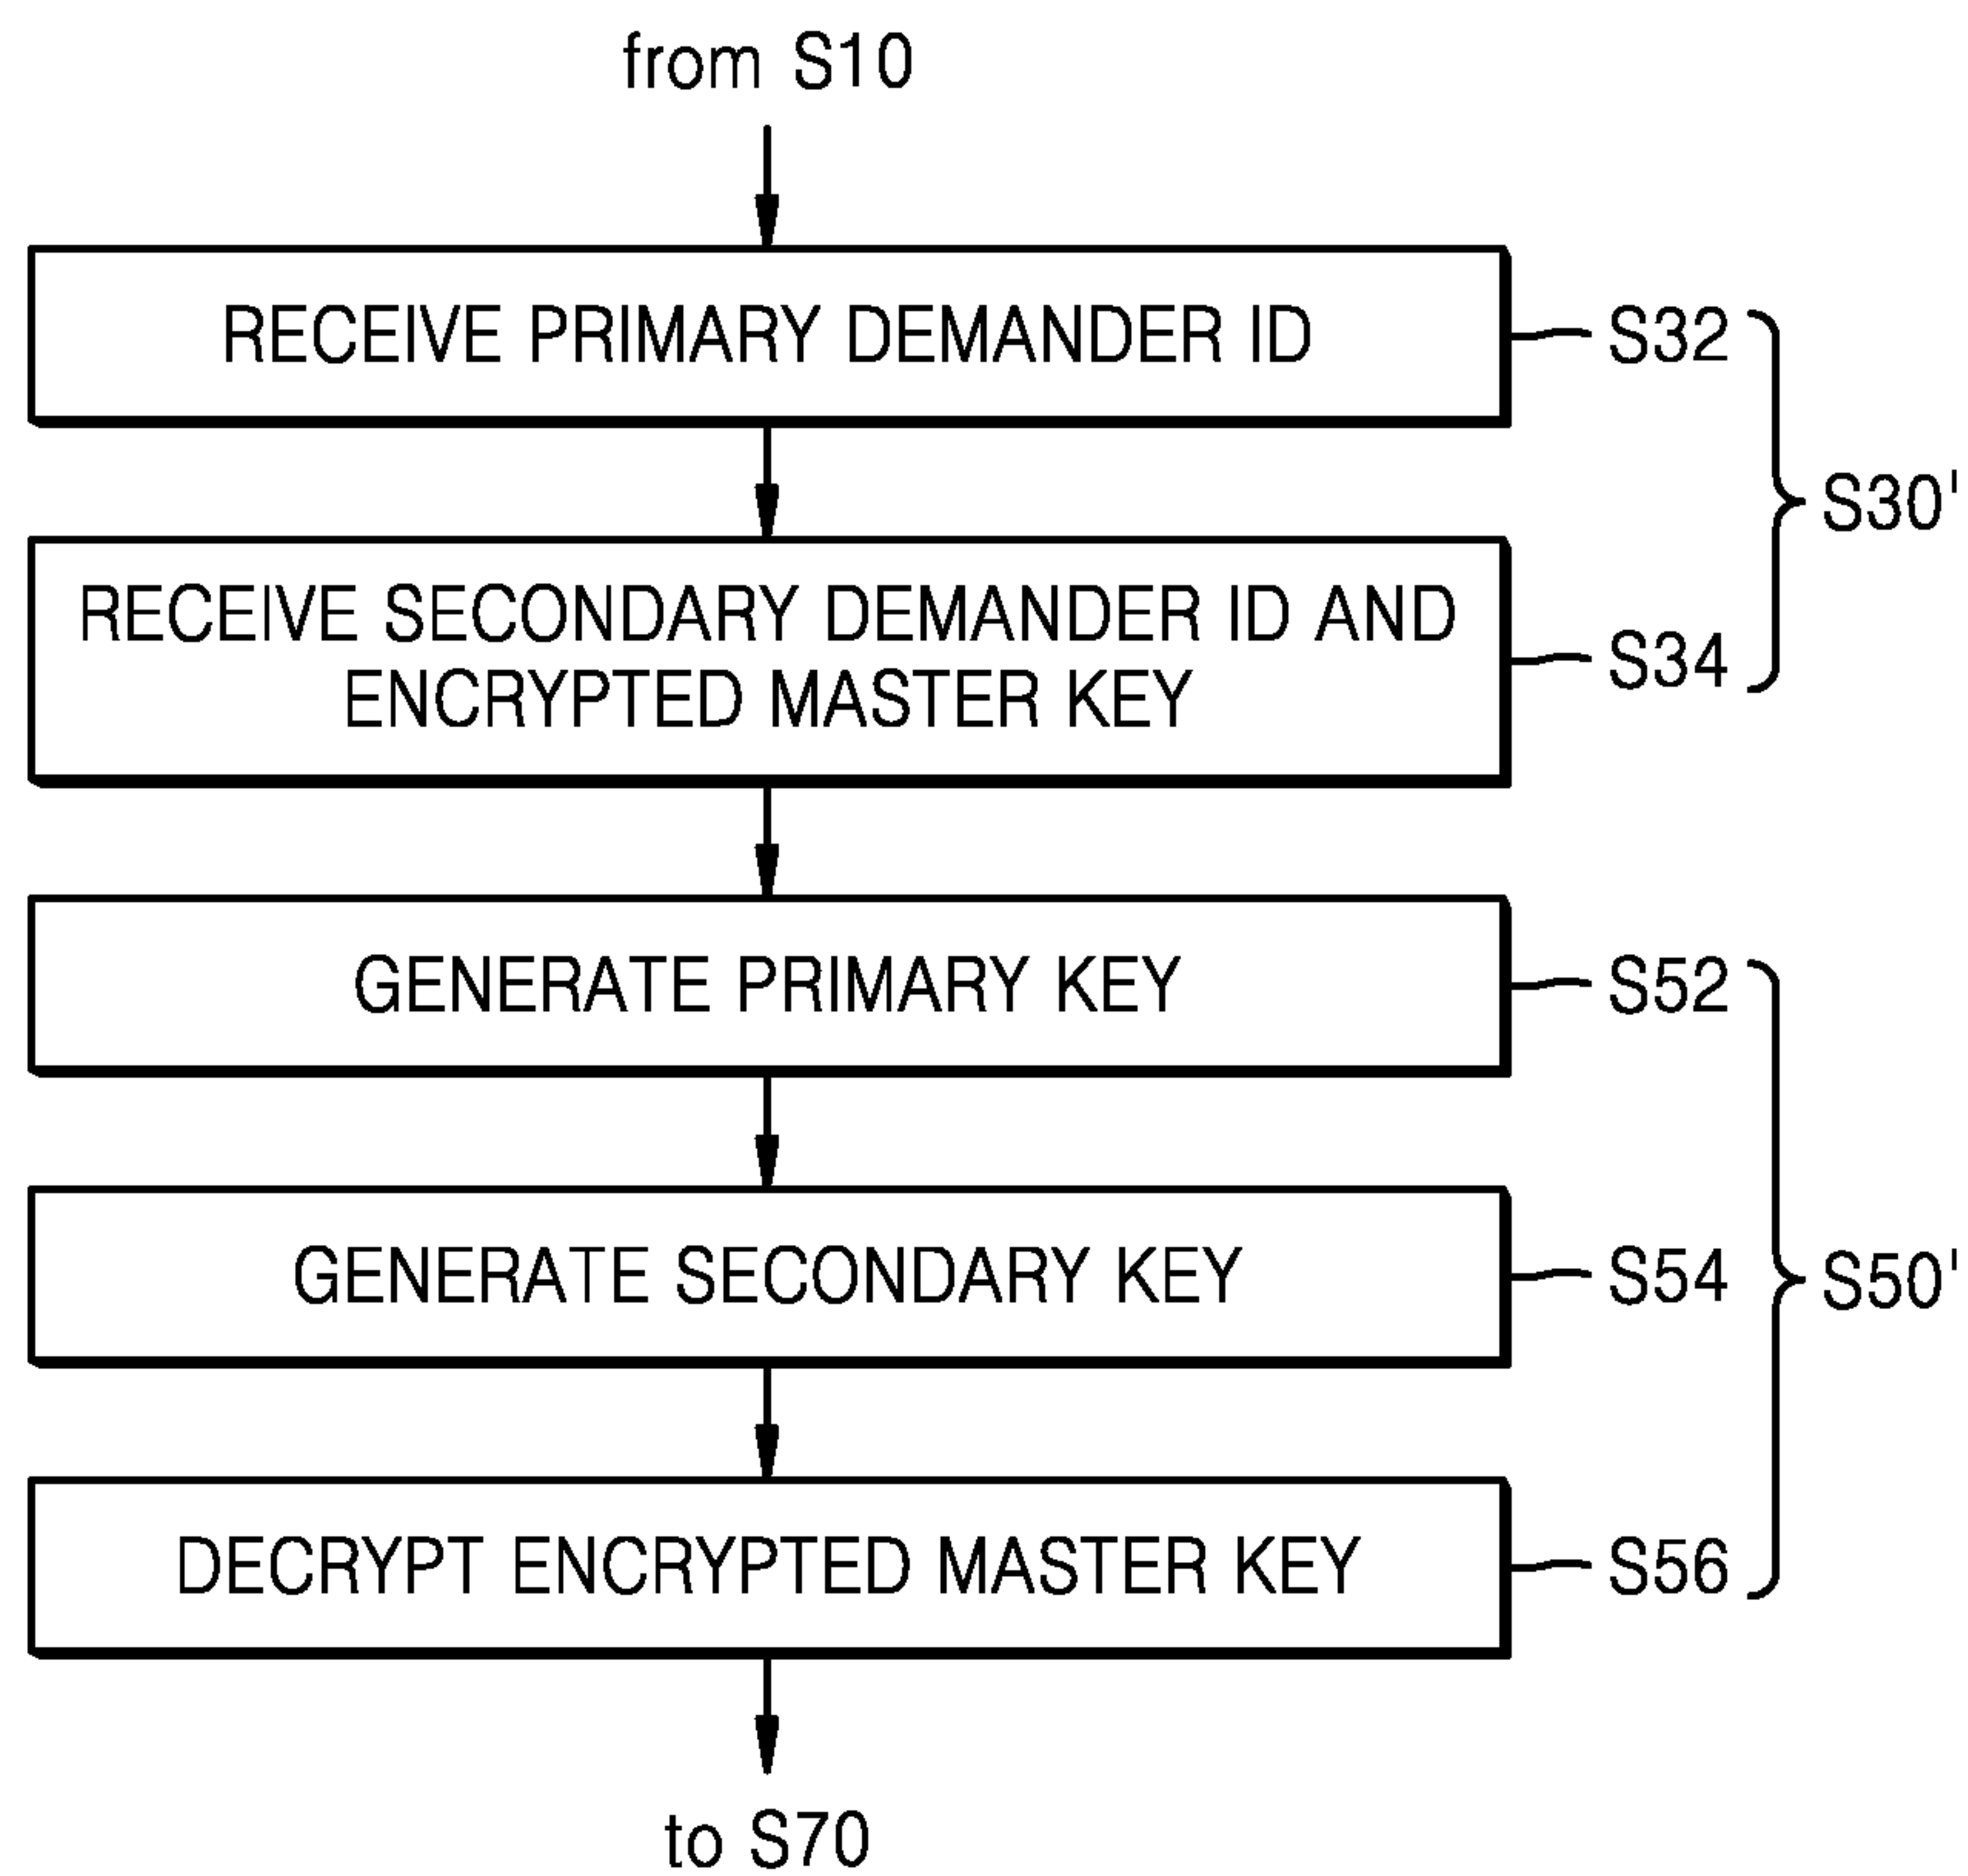 from S10
RECEIVE PRIMARY DEMANDER ID
S32
S30'
RECEIVE SECONDARY DEMANDER ID AND
ENCRYPTED MASTER KEY
S34
GENERATE PRIMARY KEY
S52
GENERATE SECONDARY KEY
S54
S50'
DECRYPT ENCRYPTED MASTER KEY
S56
to S70